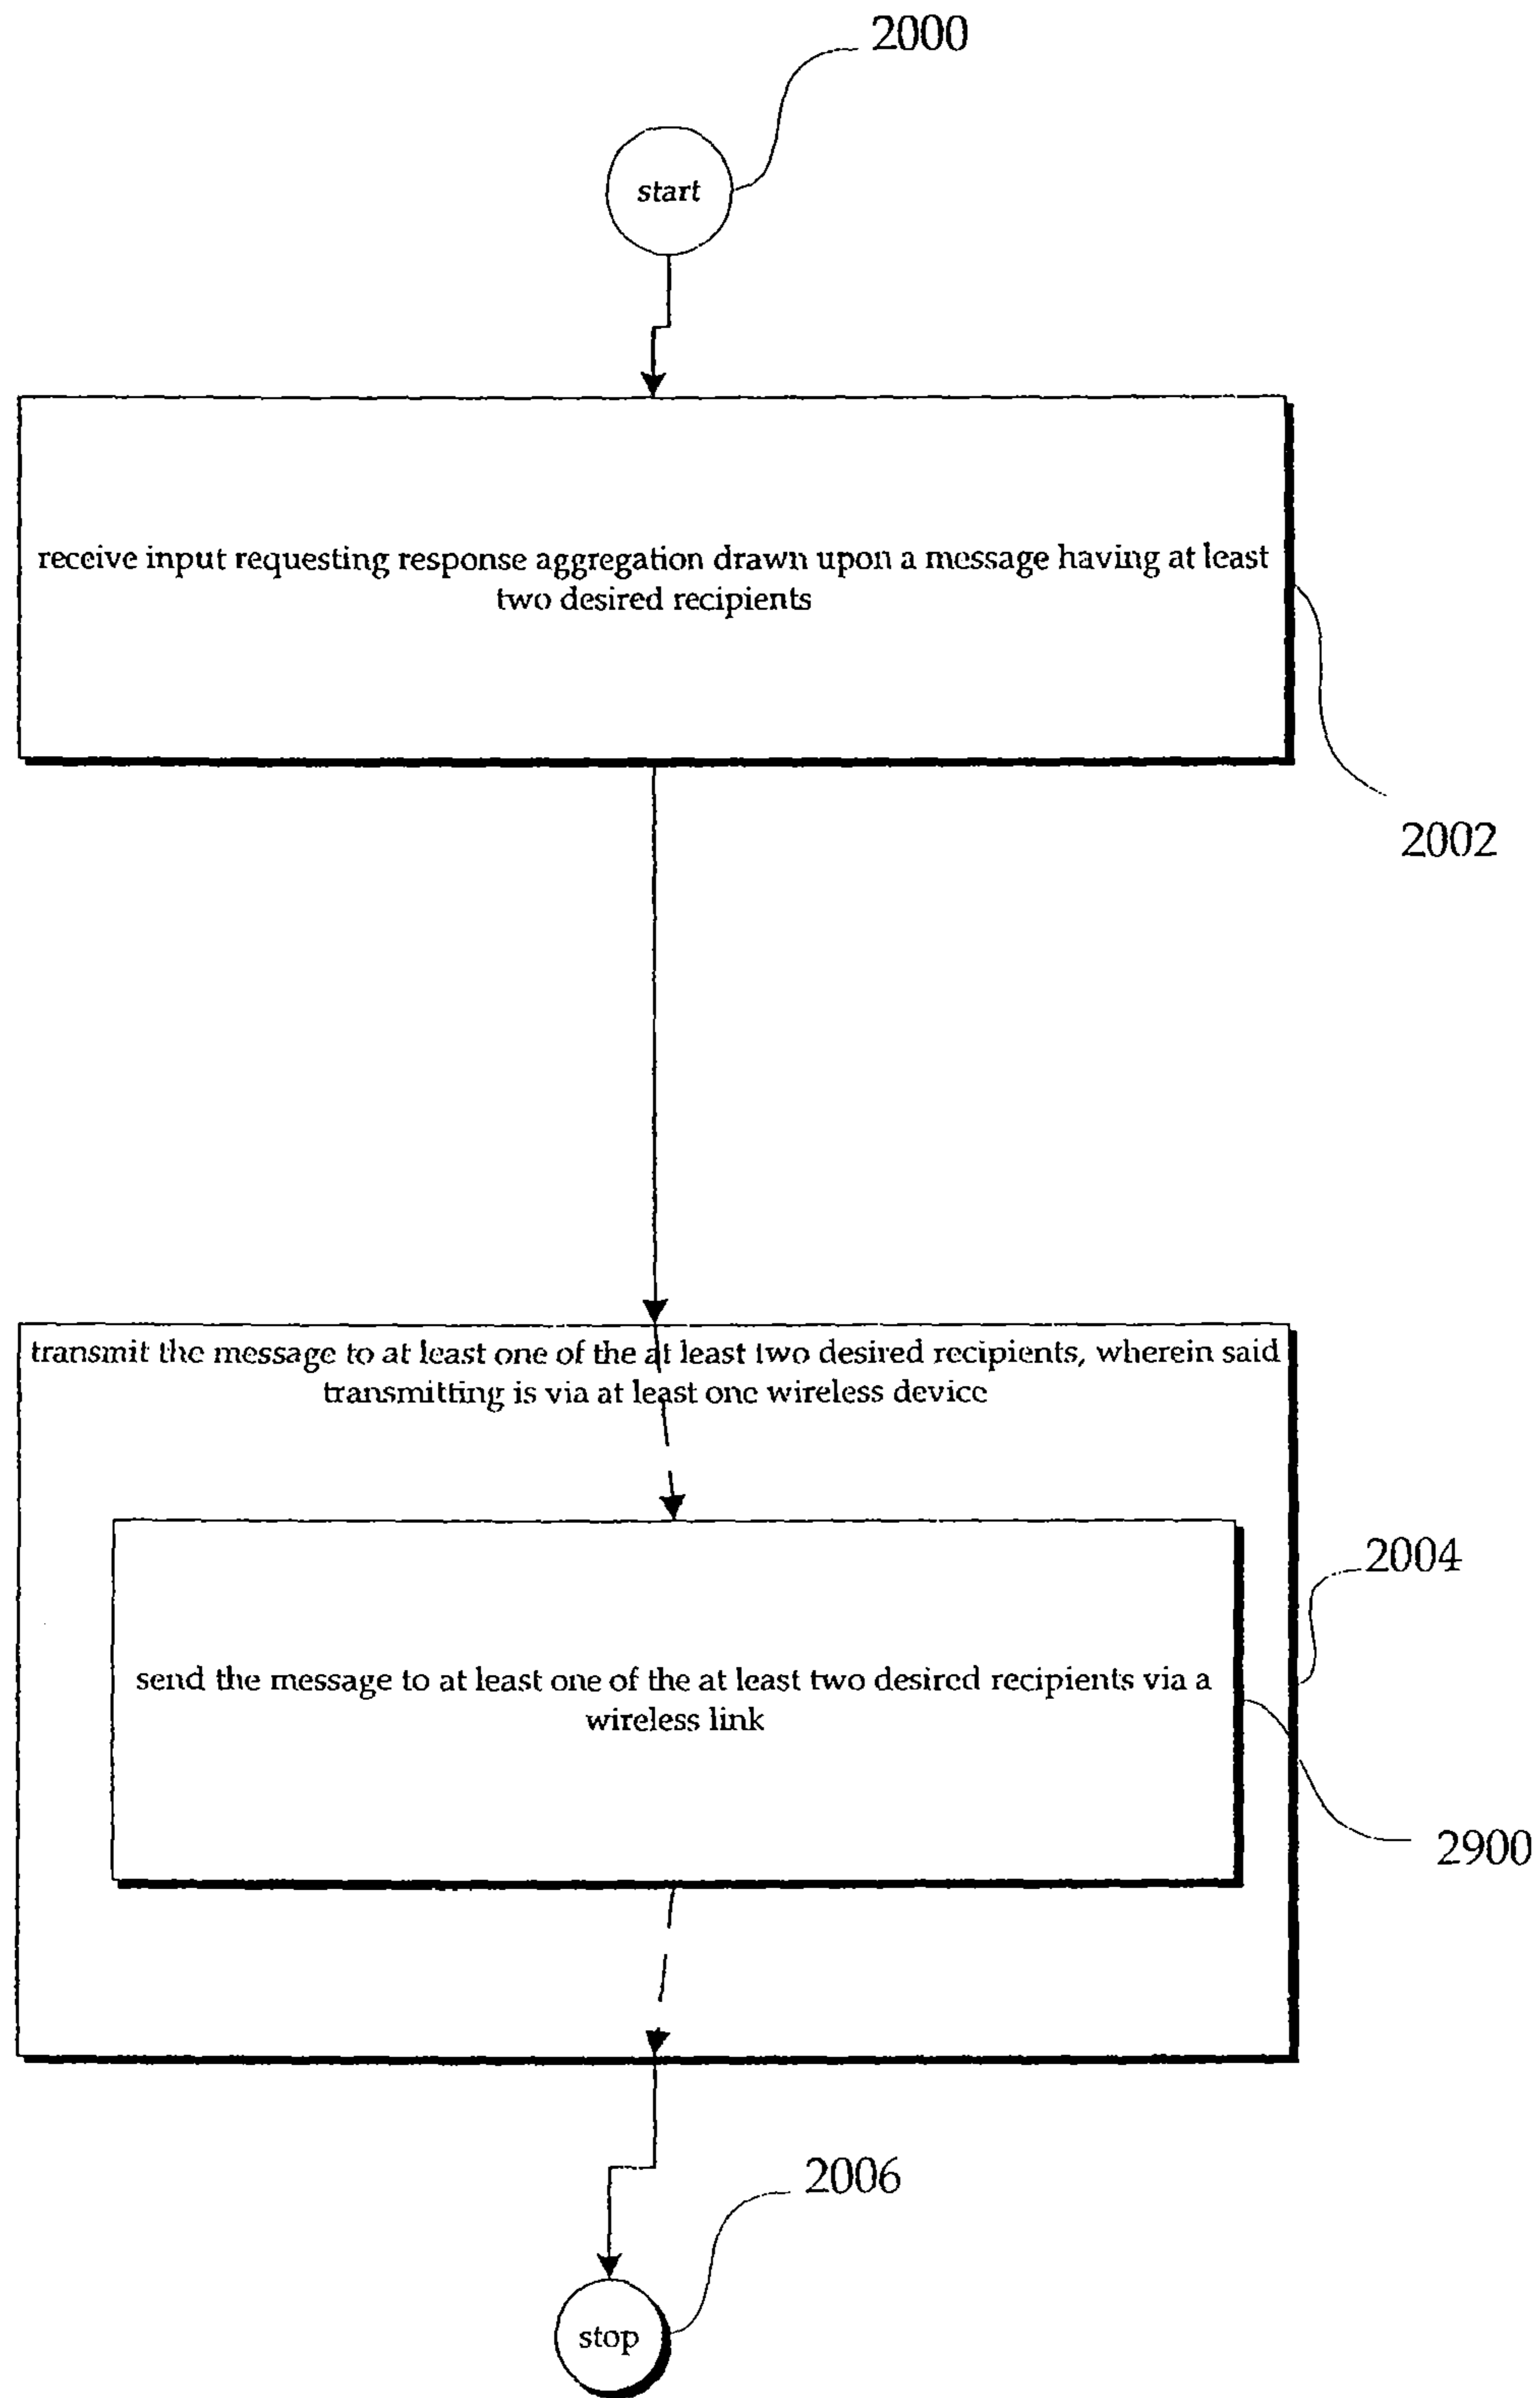 2000
start
receive input requesting response aggregation drawn upon a message having at least
two desired recipients
2002
transmit the message to at least one of the at least two desired recipients, wherein said
transmitting is via at least one wireless device
2004
send the message to at least one of the at least two desired recipients via a
wireless link
2900
2006
stop